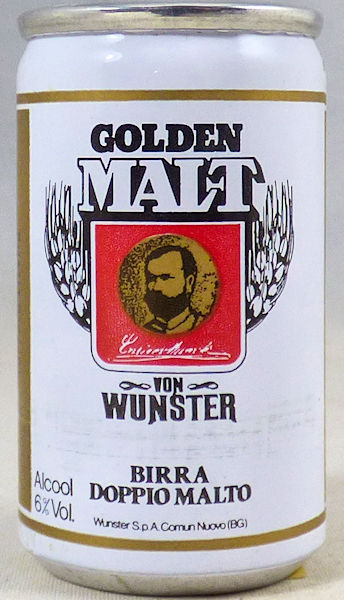 GOLDEN
MALT
VON
WUNSTER
BIRRA
DOPPIO MALTO
Alcool
6% Vol.
Wunster S.p.A. Comun Nuovo (BG)